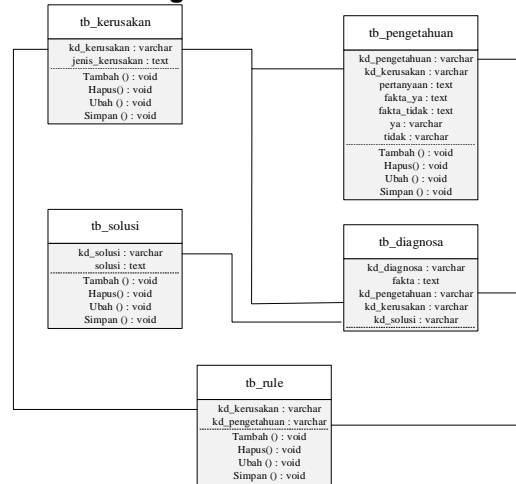 tb_kerusakan
kd_kerusakan : varchar
jenis_kerusakan : text
Tambah () : void
Hapus() : void
Ubah () : void
Simpan () : void
tb_pengetahuan
kd_pengetahuan : varchar
kd_kerusakan : varchar
pertanyaan : text
fakta_ya : text
fakta_tidak : text
ya : varchar
tidak : varchar
Tambah () : void
Hapus() : void
Ubah () : void
Simpan () : void
tb_solusi
kd_solusi : varchar
solusi : text
Tambah () : void
Hapus() : void
Ubah () : void
Simpan () : void
tb_diagnosa
kd_diagnosa : varchar
fakta : text
kd_pengetahuan : varchar
kd_kerusakan : varchar
kd_solusi : varchar
tb_rule
kd_kerusakan : varchar
kd_pengetahuan : varchar
Tambah () : void
Hapus() : void
Ubah () : void
Simpan () : void